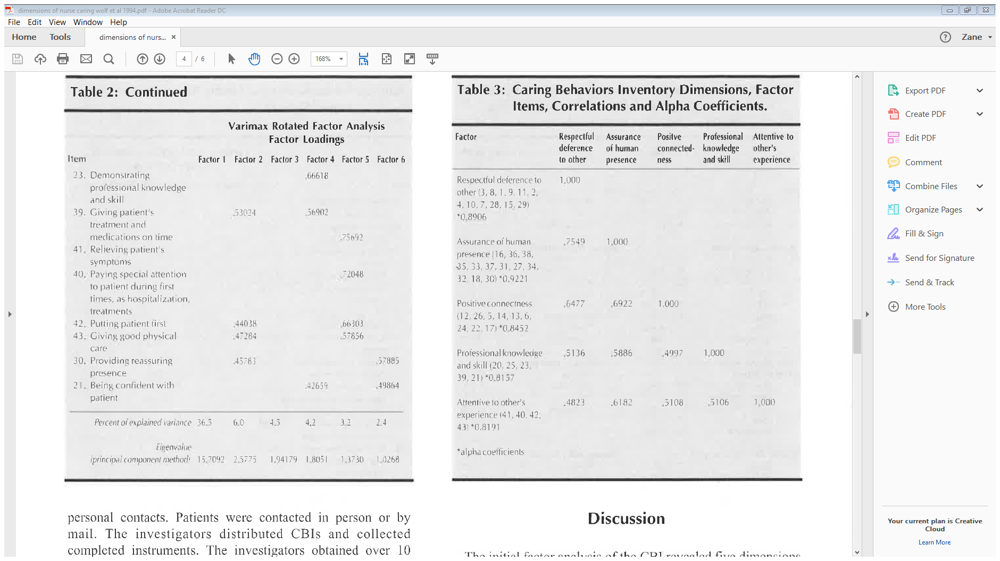 dimensions of nurse caring wolf et al 1994.pdf - Adobe Acrobat Reader DC
File Edit View Window Help
Home Tools dimensions of nurs... ×
? Zane
4 / 6 168%
Table 2: Continued
Varimax Rotated Factor Analysis
Factor Loadings
Item Factor 1 Factor 2 Factor 3 Factor 4 Factor 5 Factor 6
23. Demonstrating .66618
professional knowledge
and skill
39. Giving patient's .53024 .56902
treatment and
medications on time .75692
41. Relieving patient's
symptoms
40. Paying special attention .72048
to patient during first
times, as hospitalization,
treatments
42. Putting patient first .44038 .66303
43. Giving good physical .47284 .57856
care
30. Providing reassuring .45783 .57885
presence
21. Being confident with .42659 .49864
patient
Percent of explained variance 36.5 6.0 4.5 4.2 3.2 2.4
Eigenvalue
(principal component method) 15.7092 2.5775 1.94179 1.8051 1.3730 1.0268
personal contacts. Patients were contacted in person or by
mail. The investigators distributed CBIs and collected
completed instruments. The investigators obtained over 10
Table 3: Caring Behaviors Inventory Dimensions, Factor
Items, Correlations and Alpha Coefficients.
Factor Respectful Assurance Positve Professional Attentive to
deference of human connected- knowledge other's
to other presence ness and skill experience
Respectful deference to 1.000
other (3, 8, 1, 9, 11, 2,
4, 10, 7, 28, 15, 29)
*0.8906
Assurance of human .7549 1.000
presence (16, 36, 38,
35, 33, 37, 31, 27, 34,
32, 18, 30) *0.9221
Positive connectness .6477 .6922 1.000
(12, 26, 5, 14, 13, 6,
24, 22, 17) *0.8452
Professional knowledge .5136 .5886 .4997 1.000
and skill (20, 25, 23,
39, 21) *0.8157
Attentive to other's .4823 .6182 .5108 .5106 1.000
experience (41, 40, 42,
43) *0.8191
*alpha coefficients
Discussion
The initial factor analysis of the CBI revealed five dimensions
Export PDF
Create PDF
Edit PDF
Comment
Combine Files
Organize Pages
Fill & Sign
Send for Signature
Send & Track
More Tools
Your current plan is Creative
Cloud
Learn More